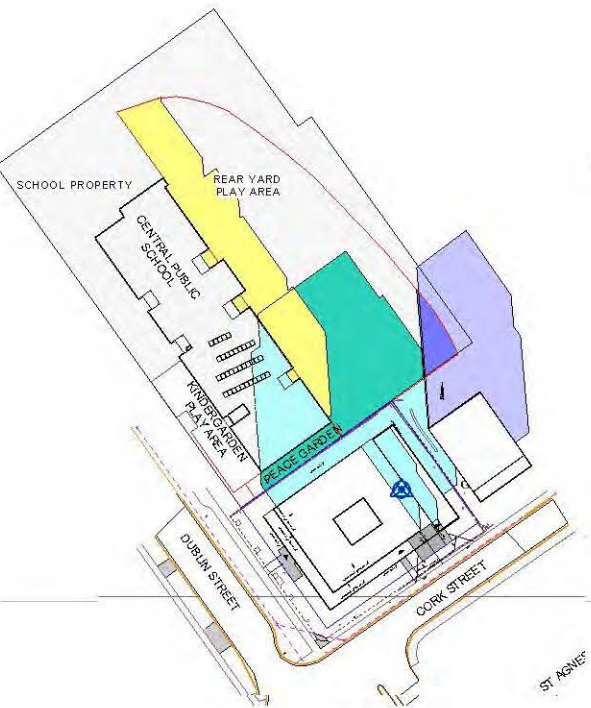 SCHOOL PROPERTY
REAR YARD
PLAY AREA
CENTRAL PUBLIC
SCHOOL
KINDERGARDEN
PLAY AREA
PEACE GARDEN
DUBLIN STREET
CORK STREET
ST AGNES